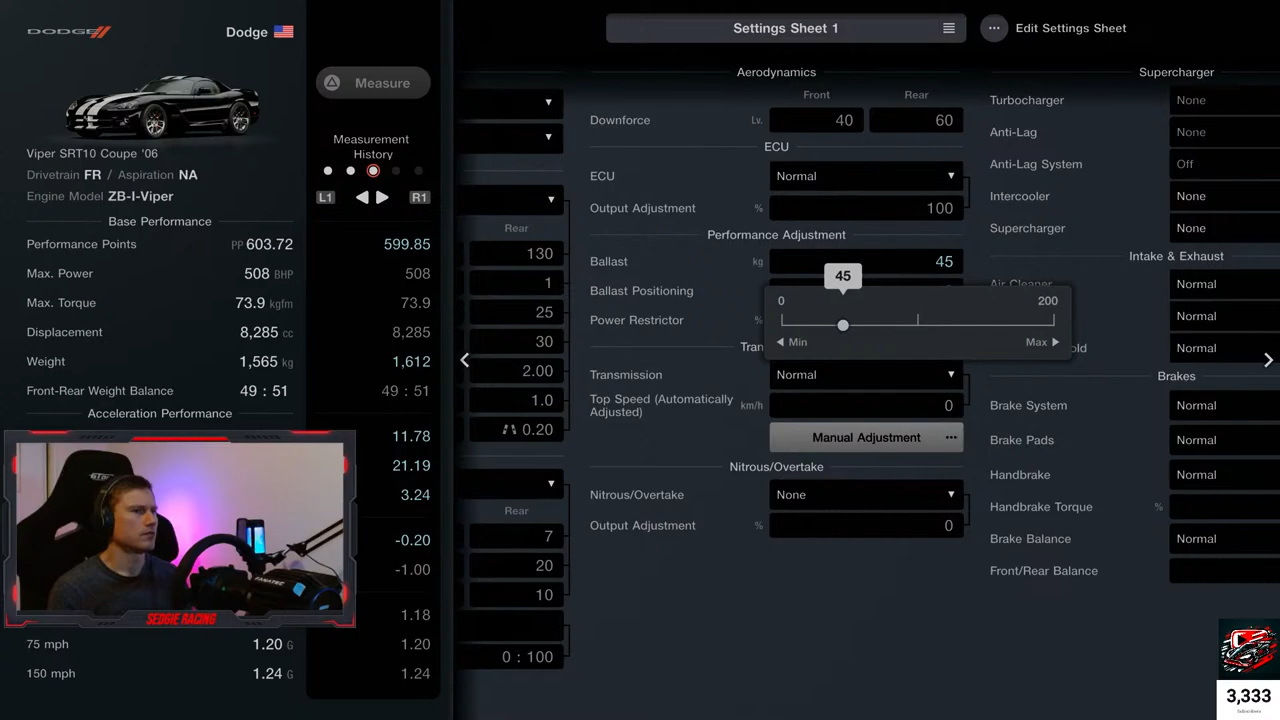 DODGE
Dodge
Settings Sheet 1
Edit Settings Sheet
Measure
Measurement
History
L1
R1
Viper SRT10 Coupe '06
Drivetrain FR / Aspiration NA
Engine Model ZB-I-Viper
Base Performance
Performance Points PP 603.72 599.85
Max. Power 508 BHP 508
Max. Torque 73.9 kgfm 73.9
Displacement 8,285 cc 8,285
Weight 1,565 kg 1,612
Front-Rear Weight Balance 49 : 51 49 : 51
Acceleration Performance
11.78
21.19
3.24
-0.20
-1.00
1.18
75 mph 1.20 G 1.20
150 mph 1.24 G 1.24
SEDGIE RACING
FANATEC
Rear
130
1
25
30
2.00
1.0
0.20
Rear
7
20
10
0 : 100
Aerodynamics
Front Rear
Downforce Lv. 40 60
ECU
ECU Normal
Output Adjustment % 100
Performance Adjustment
Ballast kg 45
45
Ballast Positioning
0 200
Power Restrictor %
Min Max
Tran
Transmission Normal
Top Speed (Automatically
Adjusted) km/h 0
Manual Adjustment
Nitrous/Overtake
Nitrous/Overtake None
Output Adjustment % 0
Supercharger
Turbocharger None
Anti-Lag None
Anti-Lag System Off
Intercooler None
Supercharger None
Intake & Exhaust
Air Cleaner Normal
Normal
old Normal
Brakes
Brake System Normal
Brake Pads Normal
Handbrake Normal
Handbrake Torque %
Brake Balance Normal
Front/Rear Balance
3,333
Subscribers